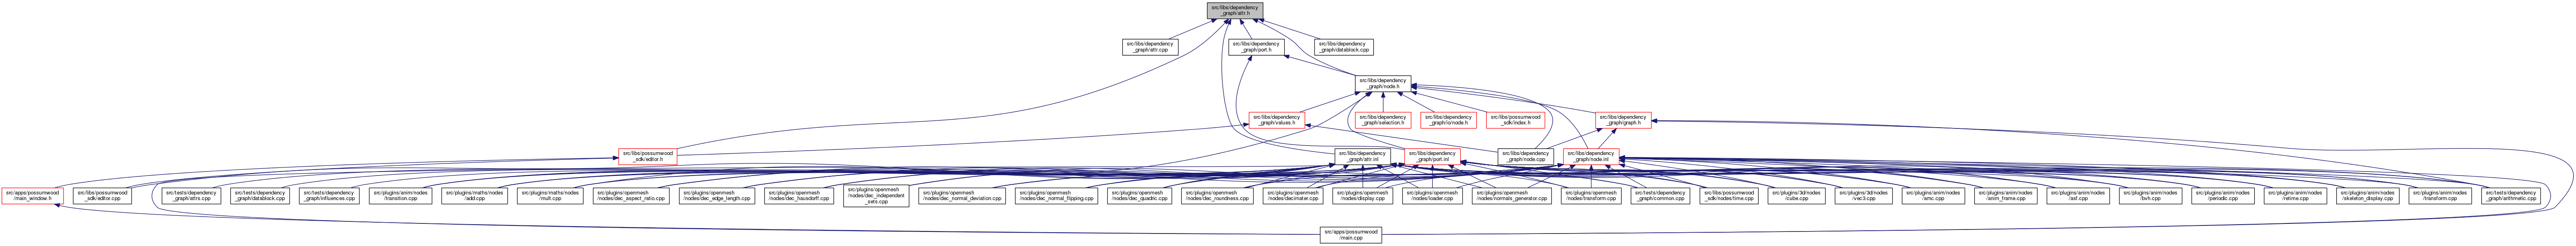 src/libs/dependency
_graph/attr.h
src/libs/dependency
_graph/attr.cpp
src/libs/dependency
_graph/port.h
src/libs/dependency
_graph/datablock.cpp
src/libs/dependency
_graph/node.h
src/libs/dependency
_graph/values.h
src/libs/dependency
_graph/selection.h
src/libs/dependency
_graph/io/node.h
src/libs/possumwood
_sdk/index.h
src/libs/dependency
_graph/graph.h
src/libs/possumwood
_sdk/editor.h
src/libs/dependency
_graph/attr.inl
src/libs/dependency
_graph/port.inl
src/libs/dependency
_graph/node.cpp
src/libs/dependency
_graph/node.inl
src/apps/possumwood
/main_window.h
src/libs/possumwood
_sdk/editor.cpp
src/tests/dependency
_graph/attrs.cpp
src/tests/dependency
_graph/datablock.cpp
src/tests/dependency
_graph/influences.cpp
src/plugins/anim/nodes
/transition.cpp
src/plugins/maths/nodes
/add.cpp
src/plugins/maths/nodes
/mult.cpp
src/plugins/openmesh
/nodes/dec_aspect_ratio.cpp
src/plugins/openmesh
/nodes/dec_edge_length.cpp
src/plugins/openmesh
/nodes/dec_hausdorff.cpp
src/plugins/openmesh
/nodes/dec_independent
_sets.cpp
src/plugins/openmesh
/nodes/dec_normal_deviation.cpp
src/plugins/openmesh
/nodes/dec_normal_flipping.cpp
src/plugins/openmesh
/nodes/dec_quadric.cpp
src/plugins/openmesh
/nodes/dec_roundness.cpp
src/plugins/openmesh
/nodes/decimater.cpp
src/plugins/openmesh
/nodes/display.cpp
src/plugins/openmesh
/nodes/loader.cpp
src/plugins/openmesh
/nodes/normals_generator.cpp
src/plugins/openmesh
/nodes/transform.cpp
src/tests/dependency
_graph/common.cpp
src/libs/possumwood
_sdk/nodes/time.cpp
src/plugins/3d/nodes
/cube.cpp
src/plugins/3d/nodes
/vec3.cpp
src/plugins/anim/nodes
/amc.cpp
src/plugins/anim/nodes
/anim_frame.cpp
src/plugins/anim/nodes
/asf.cpp
src/plugins/anim/nodes
/bvh.cpp
src/plugins/anim/nodes
/periodic.cpp
src/plugins/anim/nodes
/retime.cpp
src/plugins/anim/nodes
/skeleton_display.cpp
src/plugins/anim/nodes
/transform.cpp
src/tests/dependency
_graph/arithmetic.cpp
src/apps/possumwood
/main.cpp